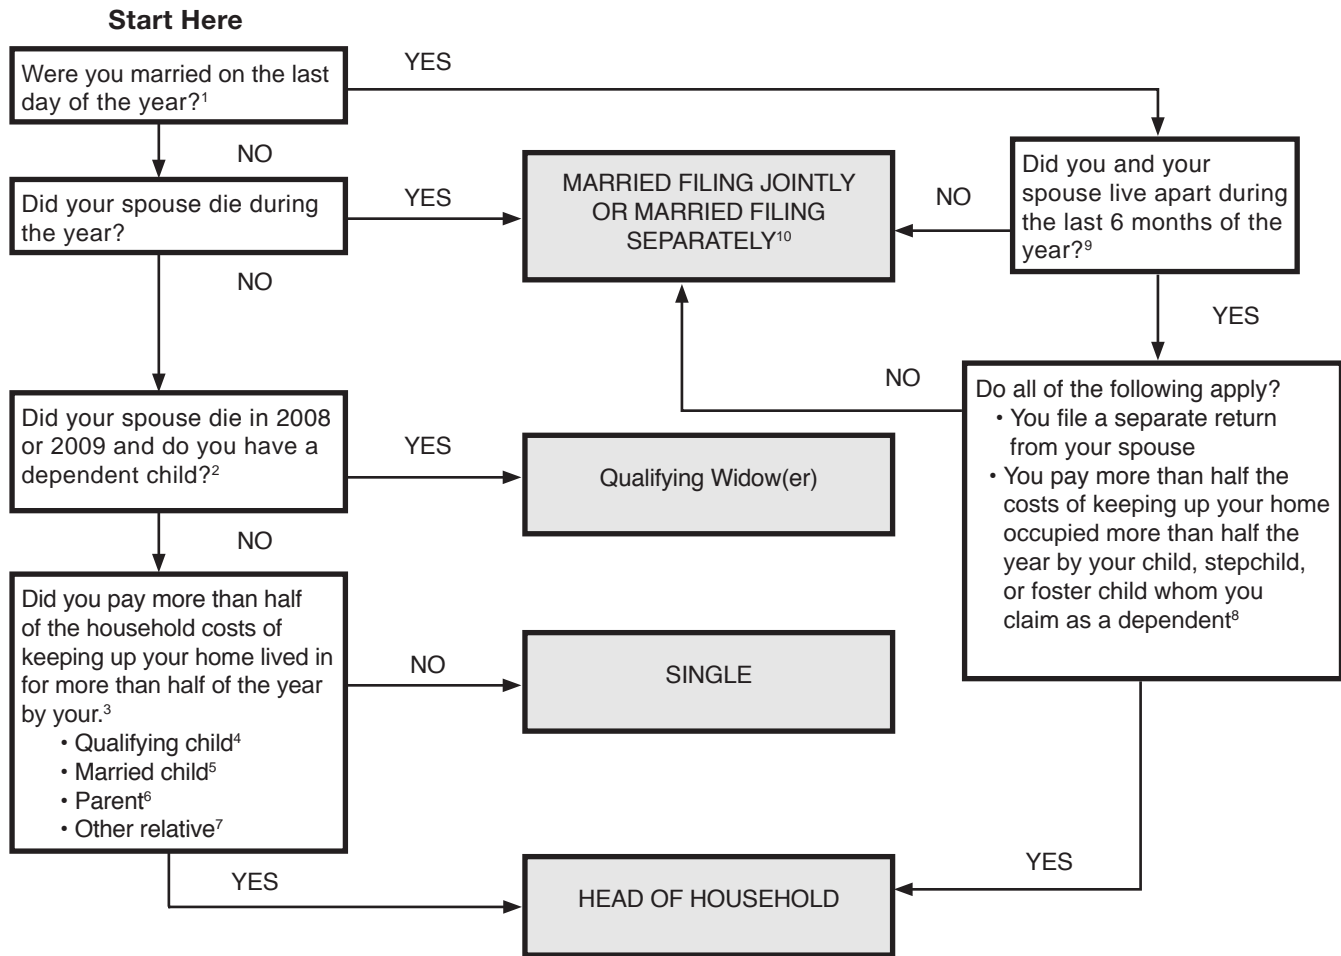 Start Here
Were you married on the last
day of the year?¹
YES
NO
Did your spouse die during
the year?
YES
MARRIED FILING JOINTLY
OR MARRIED FILING
SEPARATELY¹⁰
NO
Did you and your
spouse live apart during
the last 6 months of the
year?⁹
NO
YES
Did your spouse die in 2008
or 2009 and do you have a
dependent child?²
YES
Qualifying Widow(er)
NO
Do all of the following apply?
• You file a separate return
from your spouse
• You pay more than half the
costs of keeping up your home
occupied more than half the
year by your child, stepchild,
or foster child whom you
claim as a dependent⁸
NO
Did you pay more than half
of the household costs of
keeping up your home lived in
for more than half of the year
by your.³
• Qualifying child⁴
• Married child⁵
• Parent⁶
• Other relative⁷
NO
SINGLE
YES
HEAD OF HOUSEHOLD
YES